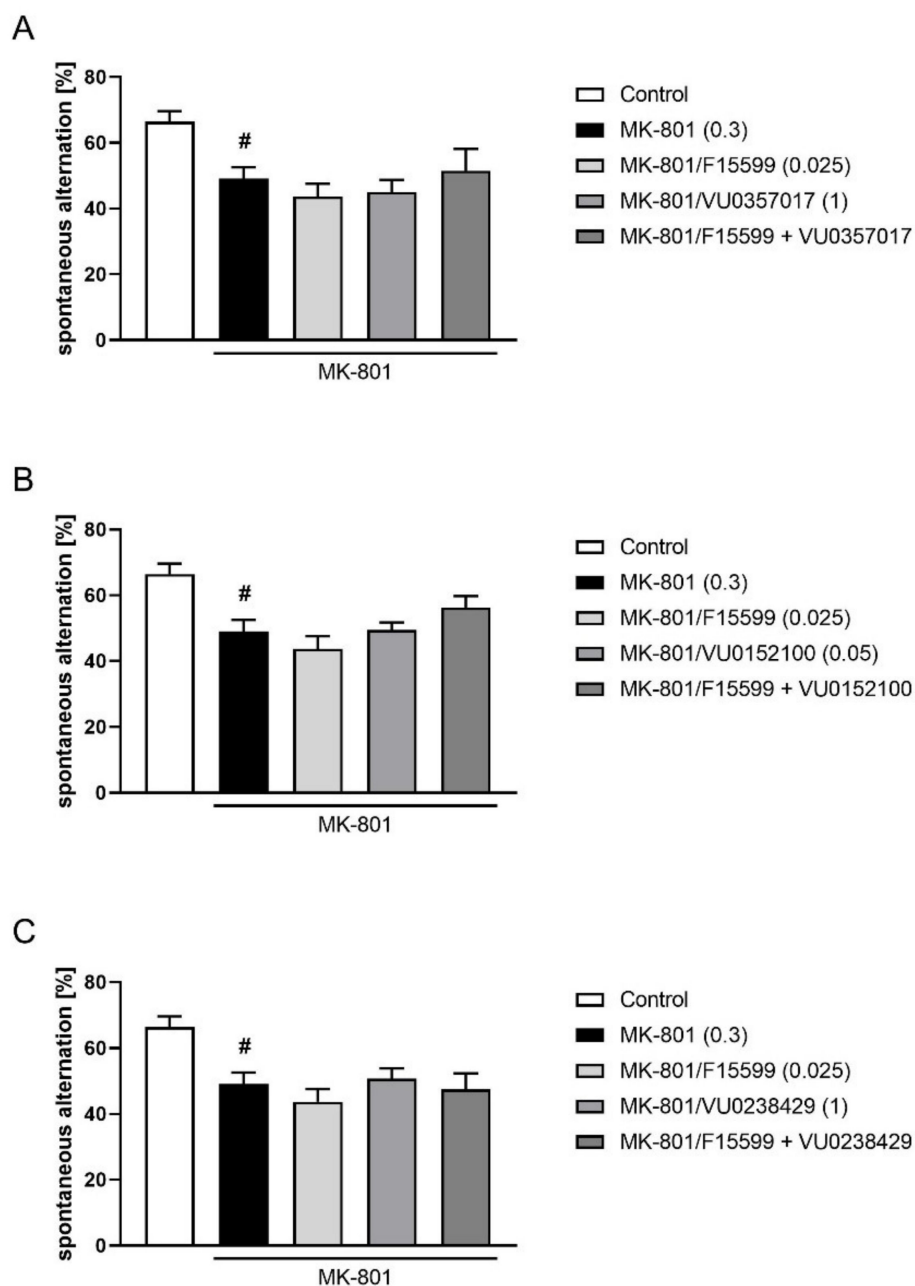 A
spontaneous alternation [%]
80
60
40
20
0
#
MK-801
Control
MK-801 (0.3)
MK-801/F15599 (0.025)
MK-801/VU0357017 (1)
MK-801/F15599 + VU0357017
B
spontaneous alternation [%]
80
60
40
20
0
#
MK-801
Control
MK-801 (0.3)
MK-801/F15599 (0.025)
MK-801/VU0152100 (0.05)
MK-801/F15599 + VU0152100
C
spontaneous alternation [%]
80
60
40
20
0
#
MK-801
Control
MK-801 (0.3)
MK-801/F15599 (0.025)
MK-801/VU0238429 (1)
MK-801/F15599 + VU0238429